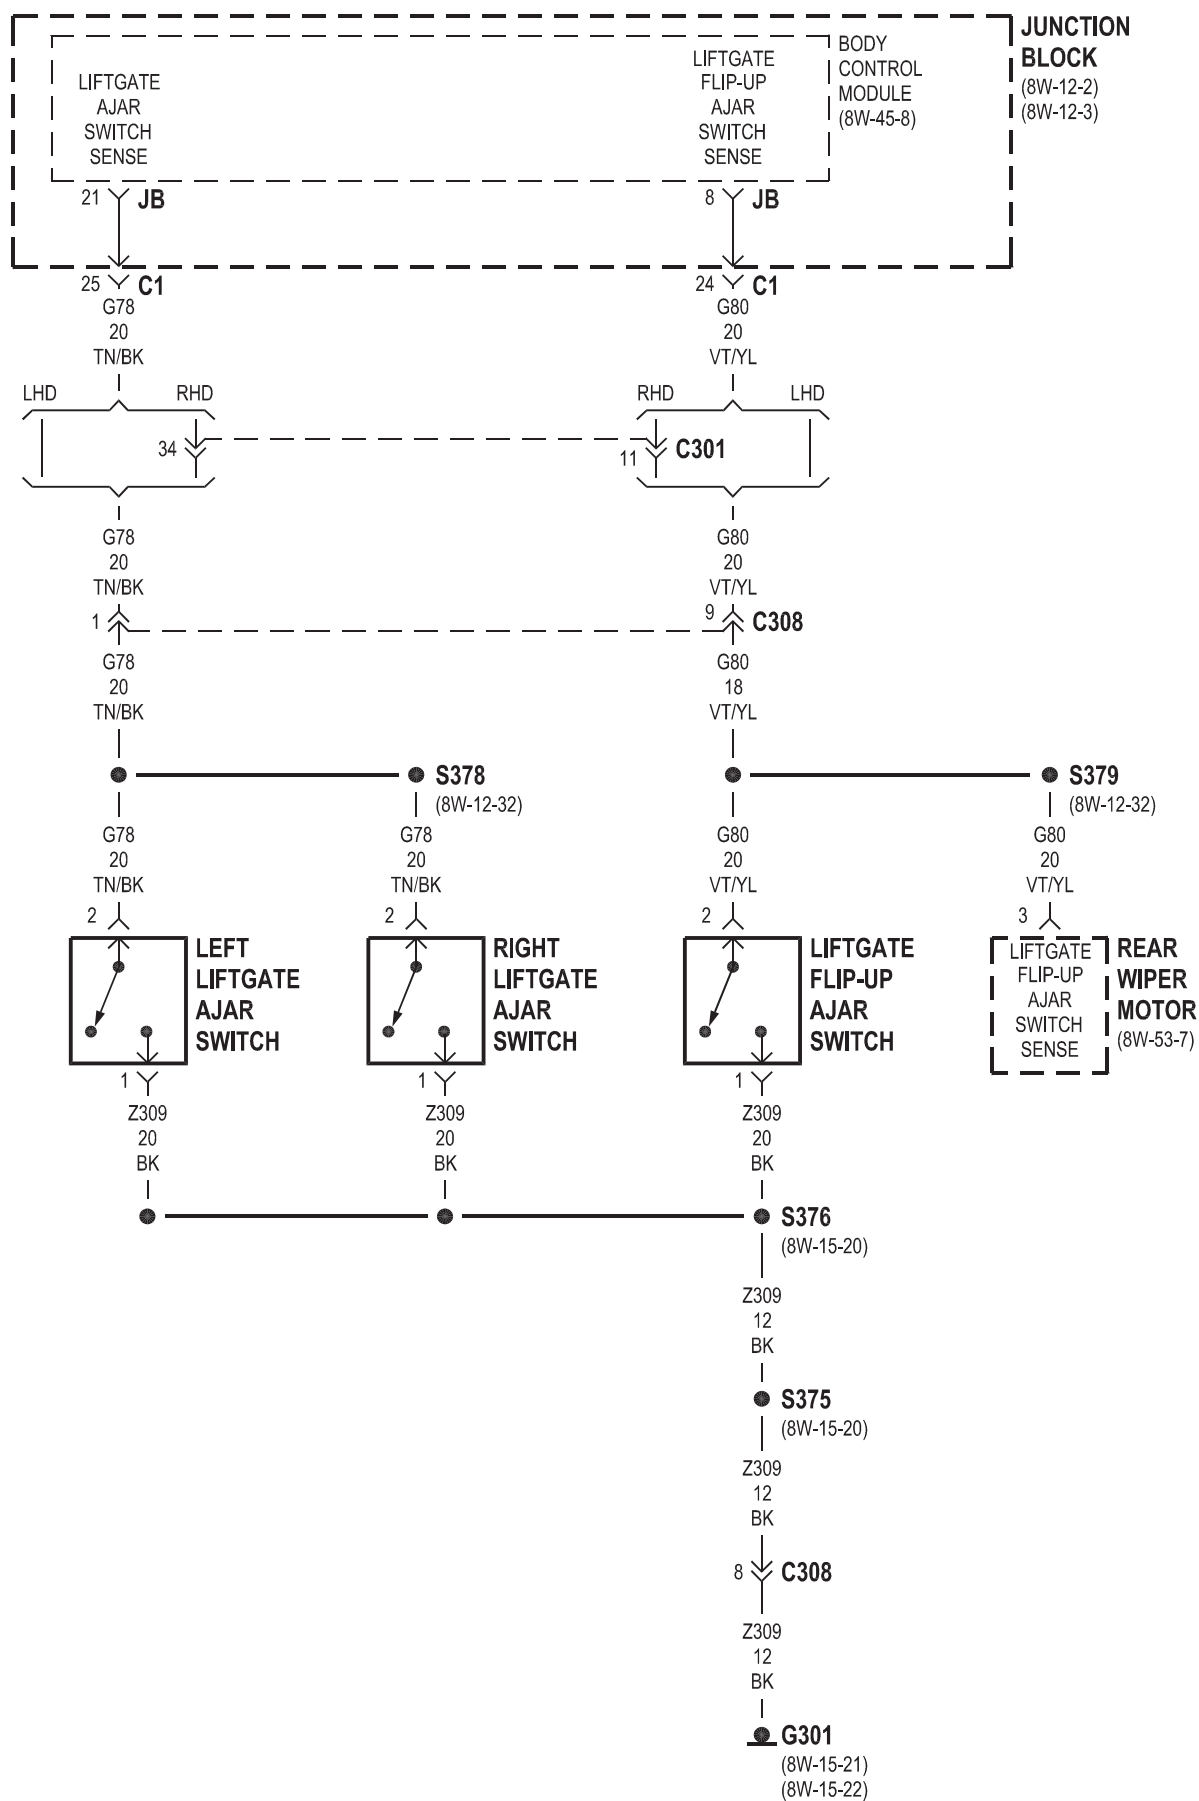 JUNCTION
BLOCK
(8W-12-2)
(8W-12-3)
BODY
CONTROL
MODULE
(8W-45-8)
LIFTGATE
AJAR
SWITCH
SENSE
LIFTGATE
FLIP-UP
AJAR
SWITCH
SENSE
21 JB
8 JB
25 C1
24 C1
G78
20
TN/BK
G80
20
VT/YL
LHD RHD
RHD LHD
34
11 C301
G78
20
TN/BK
G80
20
VT/YL
1
9 C308
G78
20
TN/BK
G80
18
VT/YL
S378
(8W-12-32)
S379
(8W-12-32)
G78
20
TN/BK
G78
20
TN/BK
G80
20
VT/YL
G80
20
VT/YL
2
2
2
3
LEFT
LIFTGATE
AJAR
SWITCH
RIGHT
LIFTGATE
AJAR
SWITCH
LIFTGATE
FLIP-UP
AJAR
SWITCH
LIFTGATE
FLIP-UP
AJAR
SWITCH
SENSE
REAR
WIPER
MOTOR
(8W-53-7)
1
1
1
Z309
20
BK
Z309
20
BK
Z309
20
BK
S376
(8W-15-20)
Z309
12
BK
S375
(8W-15-20)
Z309
12
BK
8 C308
Z309
12
BK
G301
(8W-15-21)
(8W-15-22)